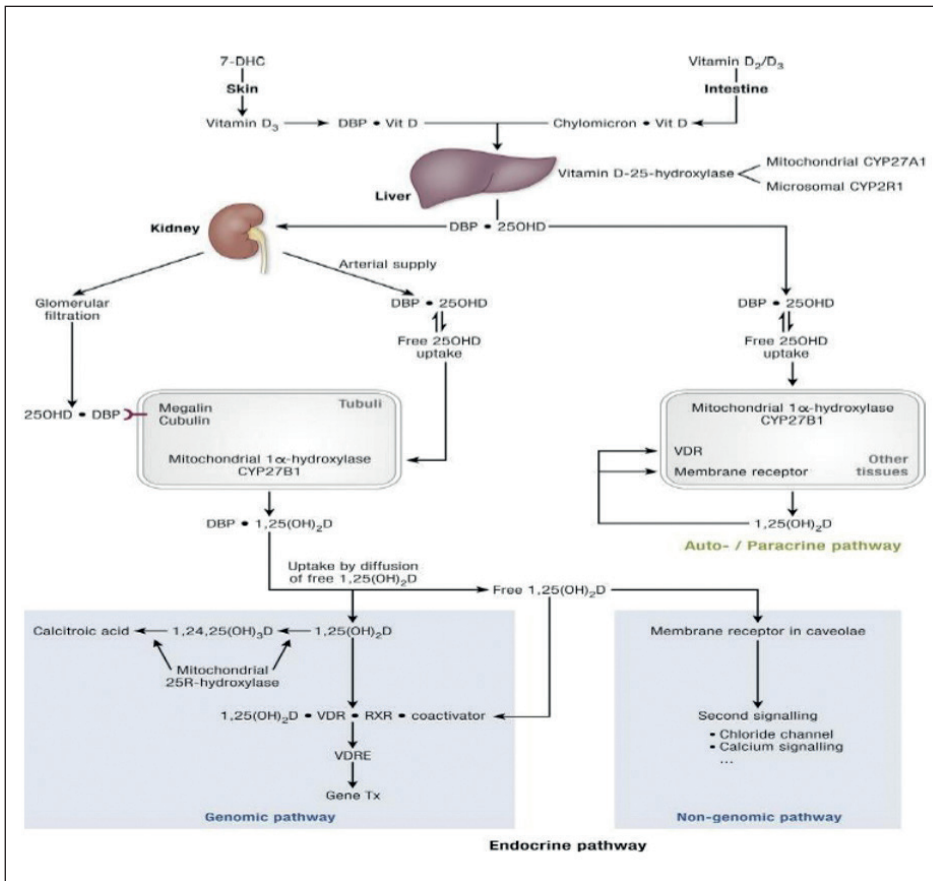 7-DHC
Skin
Vitamin D₃
DBP • Vit D
Vitamin D₂/D₃
Intestine
Chylomicron • Vit D
Liver
Vitamin D-25-hydroxylase
Mitochondrial CYP27A1
Microsomal CYP2R1
DBP • 25OHD
Kidney
Arterial supply
Glomerular
filtration
DBP • 25OHD
Free 25OHD
uptake
DBP • 25OHD
Free 25OHD
uptake
25OHD • DBP
Megalin
Cubulin
Tubuli
Mitochondrial 1α-hydroxylase
CYP27B1
Mitochondrial 1α-hydroxylase
CYP27B1
VDR
Membrane receptor
Other
tissues
DBP • 1,25(OH)₂D
1,25(OH)₂D
Auto- / Paracrine pathway
Uptake by diffusion
of free 1,25(OH)₂D
Free 1,25(OH)₂D
Calcitroic acid
1,24,25(OH)₃D
1,25(OH)₂D
Mitochondrial
25R-hydroxylase
1,25(OH)₂D • VDR • RXR • coactivator
VDRE
Gene Tx
Genomic pathway
Membrane receptor in caveolae
Second signalling
• Chloride channel
• Calcium signalling
...
Non-genomic pathway
Endocrine pathway